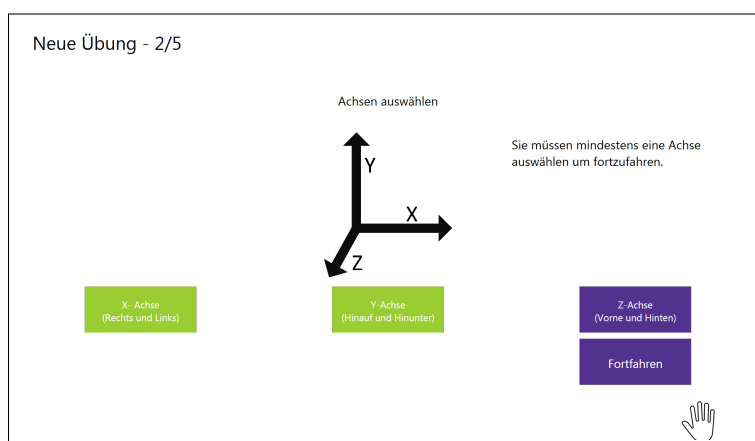 Neue Übung - 2/5
Achsen auswählen
Sie müssen mindestens eine Achse
auswählen um fortzufahren.
Y
X
Z
X- Achse
(Rechts und Links)
Y-Achse
(Hinauf und Hinunter)
Z-Achse
(Vorne und Hinten)
Fortfahren